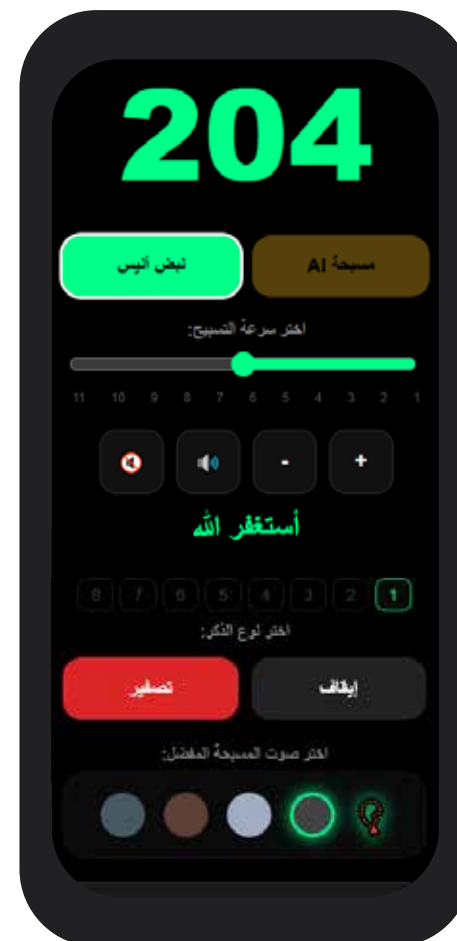 204
مسبحة AI
نبض أنيس
اختر سرعة التسبيح:
1 2 3 4 5 6 7 8 9 10 11
+ -
أستغفر الله
1 2 3 4 5 6 7 8
اختر نوع الذكر:
إيقاف
تصفير
اختر صوت المسبحة المفضل: